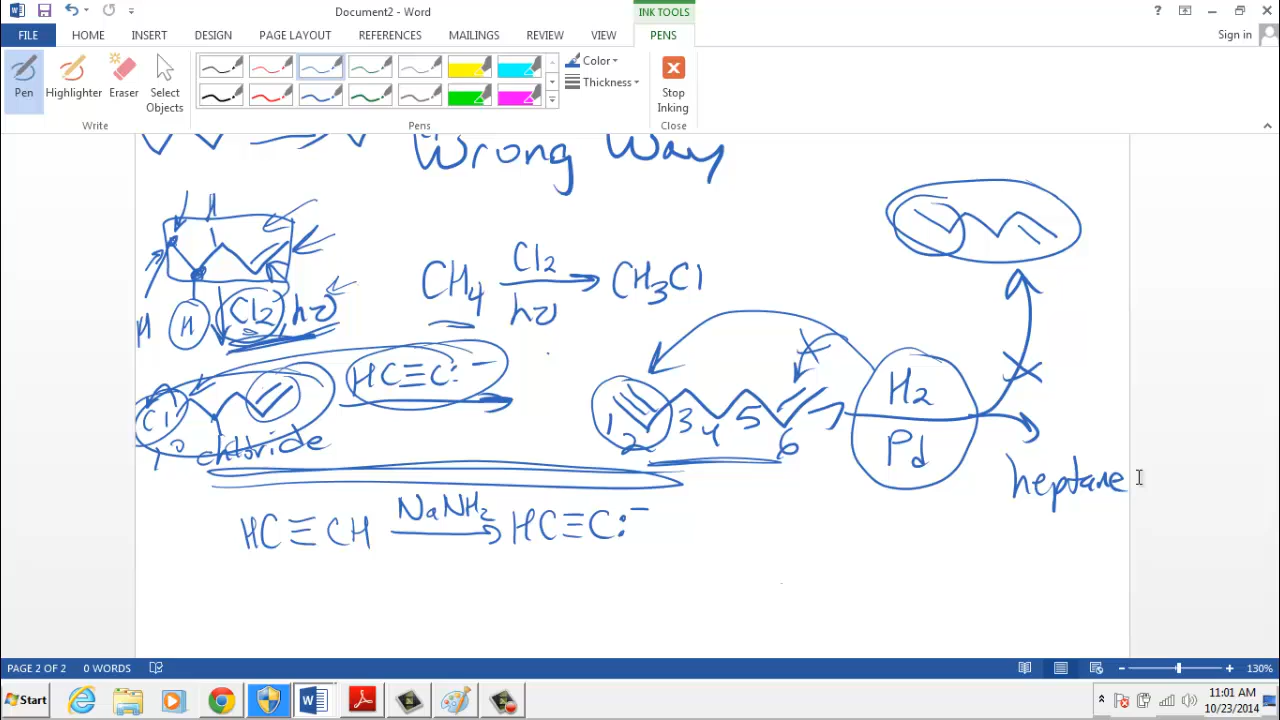 Document2 - Word
INK TOOLS
?
FILE HOME INSERT DESIGN PAGE LAYOUT REFERENCES MAILINGS REVIEW VIEW PENS Sign in
Pen Highlighter Eraser Select Objects
Color
Thickness
Stop Inking
Write Pens Close
Wrong Way
H
CH4 Cl2 hν CH3Cl
H H Cl2 hν
HC≡C:−
Cl
1° chloride
1 2 3 4 5 6 7
H2
Pd
heptane
HC≡CH NaNH2 HC≡C:−
PAGE 2 OF 2 0 WORDS 130%
Start
11:01 AM
10/23/2014